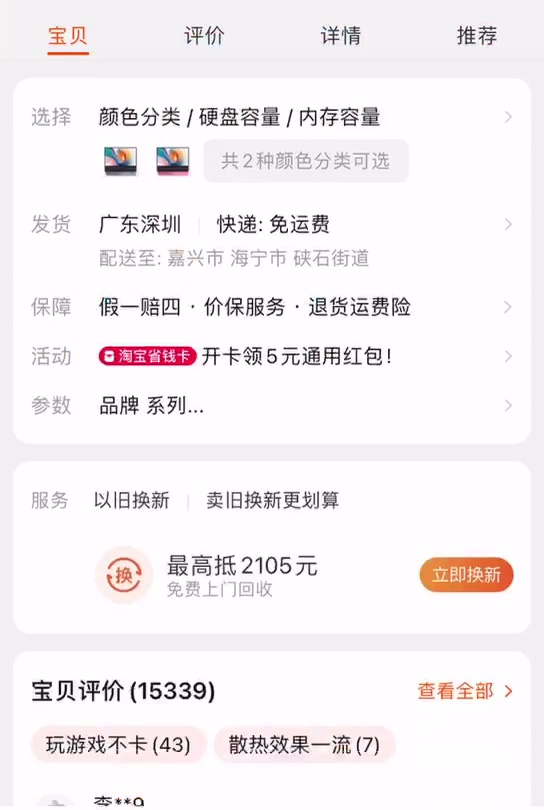 宝贝 评价 详情 推荐
选择 颜色分类 / 硬盘容量 / 内存容量
共2种颜色分类可选
发货 广东深圳 快递: 免运费
配送至: 嘉兴市 海宁市 硖石街道
保障 假一赔四 · 价保服务 · 退货运费险
活动 淘宝省钱卡 开卡领5元通用红包!
参数 品牌 系列...
服务 以旧换新 卖旧换新更划算
换 最高抵2105元 立即换新
免费上门回收
宝贝评价 (15339) 查看全部
玩游戏不卡 (43) 散热效果一流 (7)
李**9